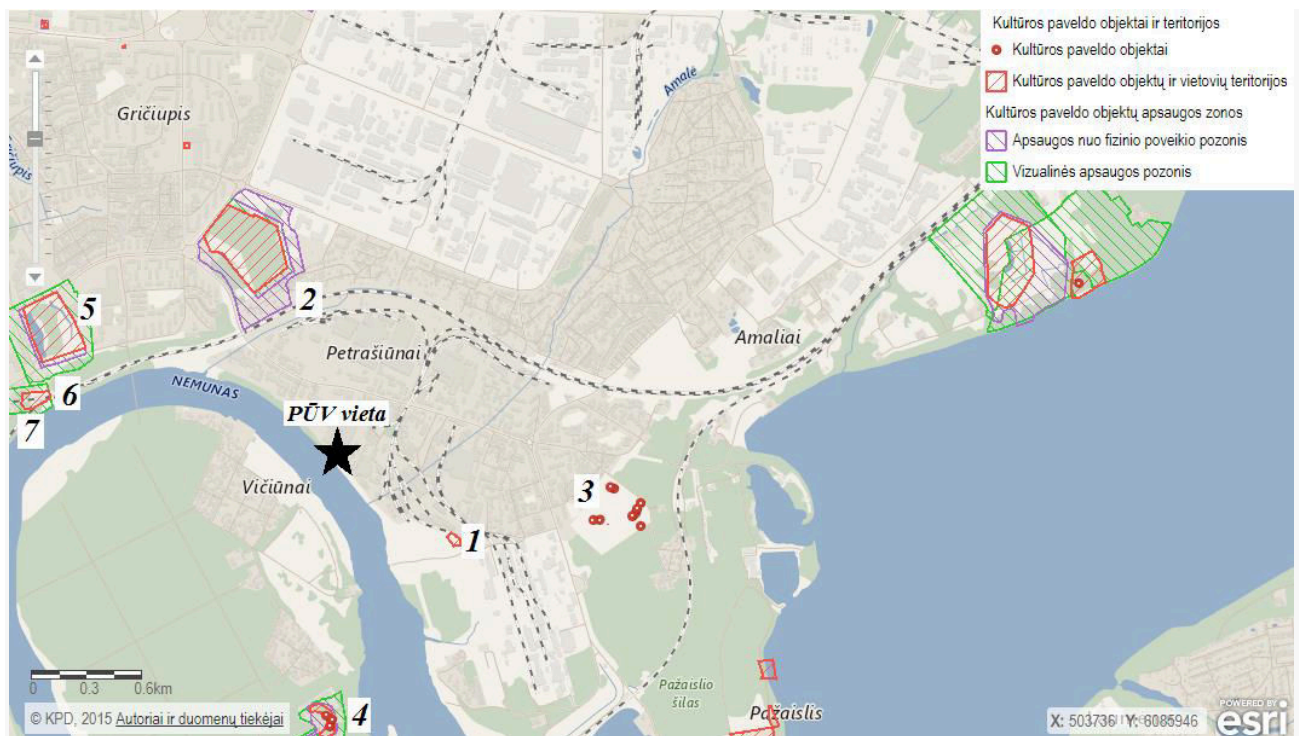 Kultūros paveldo objektai ir teritorijos
Kultūros paveldo objektai
Kultūros paveldo objektų ir vietovių teritorijos
Kultūros paveldo objektų apsaugos zonos
Apsaugos nuo fizinio poveikio pozonis
Vizualinės apsaugos pozonis
Gričiupis
Amalė
5
2
Petrašiūnai
Amaliai
6
NEMUNAS
7
PŪV vieta
Vičiūnai
3
1
0 0.3 0.6km
Pažaislio
šilas
Pažaislis
4
© KPD, 2015 Autoriai ir duomenų tiekėjai
X: 503736 Y: 6085946
POWERED BY
esri